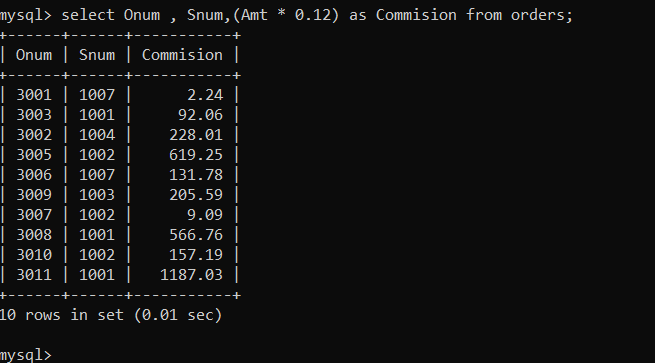 mysql> select Onum , Snum,(Amt * 0.12) as Commision from orders;
+------+------+-----------+
| Onum | Snum | Commision |
+------+------+-----------+
| 3001 | 1007 |      2.24 |
| 3003 | 1001 |     92.06 |
| 3002 | 1004 |    228.01 |
| 3005 | 1002 |    619.25 |
| 3006 | 1007 |    131.78 |
| 3009 | 1003 |    205.59 |
| 3007 | 1002 |      9.09 |
| 3008 | 1001 |    566.76 |
| 3010 | 1002 |    157.19 |
| 3011 | 1001 |   1187.03 |
+------+------+-----------+
10 rows in set (0.01 sec)
mysql>